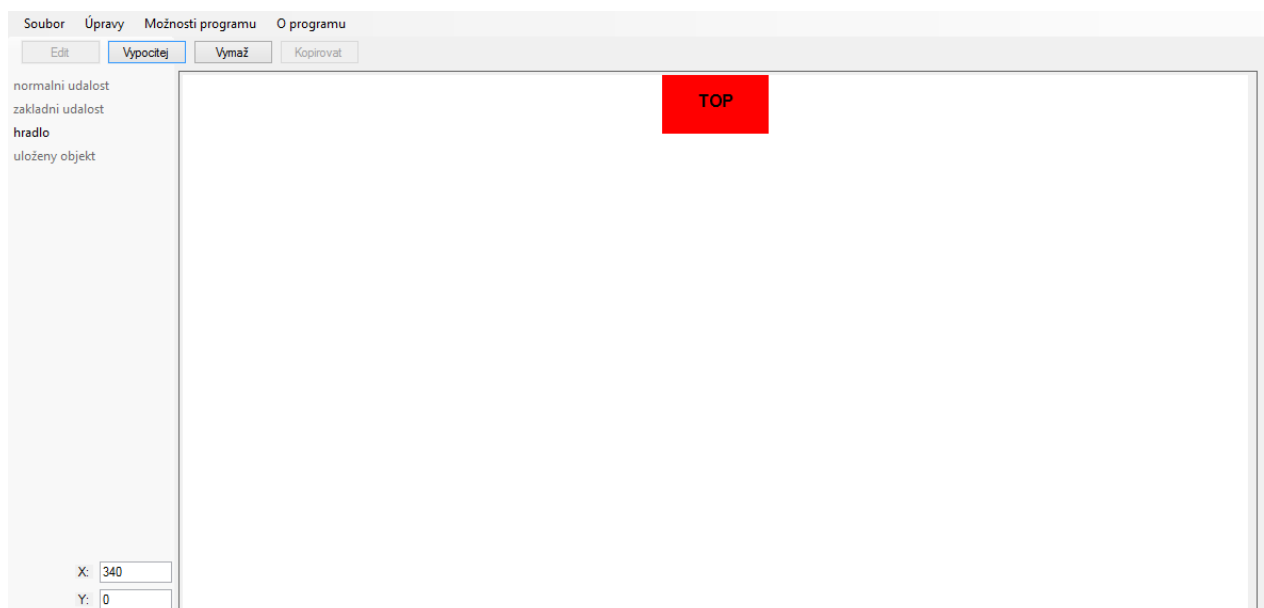 Soubor Úpravy Možnosti programu O programu
Edit Vypocitej Vymaž Kopirovat
normalni udalost
zakladni udalost
hradlo
uloženy objekt
TOP
X: 340
Y: 0